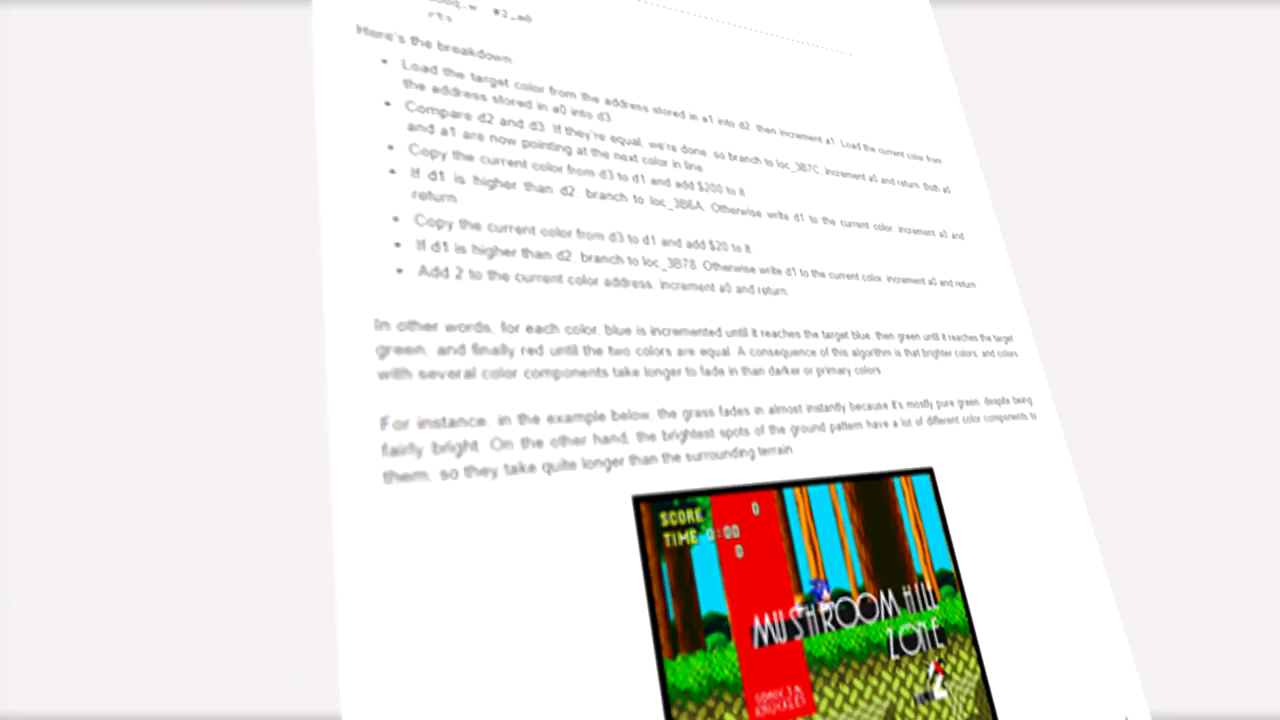 rts
Here's the breakdown
• Load the target color from the address stored in a1 into d2, then increment a1. Load the current color from
the address stored in a0 into d3
• Compare d2 and d3. If they're equal, we're done, so branch to loc_3B7C, increment a0 and return. Both a0
and a1 are now pointing at the next color in line
• Copy the current color from d3 to d1 and add $200 to it
• If d1 is higher than d2, branch to loc_3B6A. Otherwise write d1 to the current color, increment a0 and
return
• Copy the current color from d3 to d1 and add $20 to it
• If d1 is higher than d2, branch to loc_3B78. Otherwise write d1 to the current color, increment a0 and return
• Add 2 to the current color address, increment a0 and return.
In other words, for each color, blue is incremented until it reaches the target blue, then green until it reaches the target
green, and finally red until the two colors are equal. A consequence of this algorithm is that brighter colors, and colors
with several color components take longer to fade in than darker or primary colors
For instance, in the example below, the grass fades in almost instantly because it's mostly pure green, despite being
fairly bright. On the other hand, the brightest spots of the ground pattern have a lot of different color components to
them, so they take quite longer than the surrounding terrain
SCORE 0
TIME 0:00
0
MUSHROOM HILL
ZONE
SONIC &
KNUCKLES